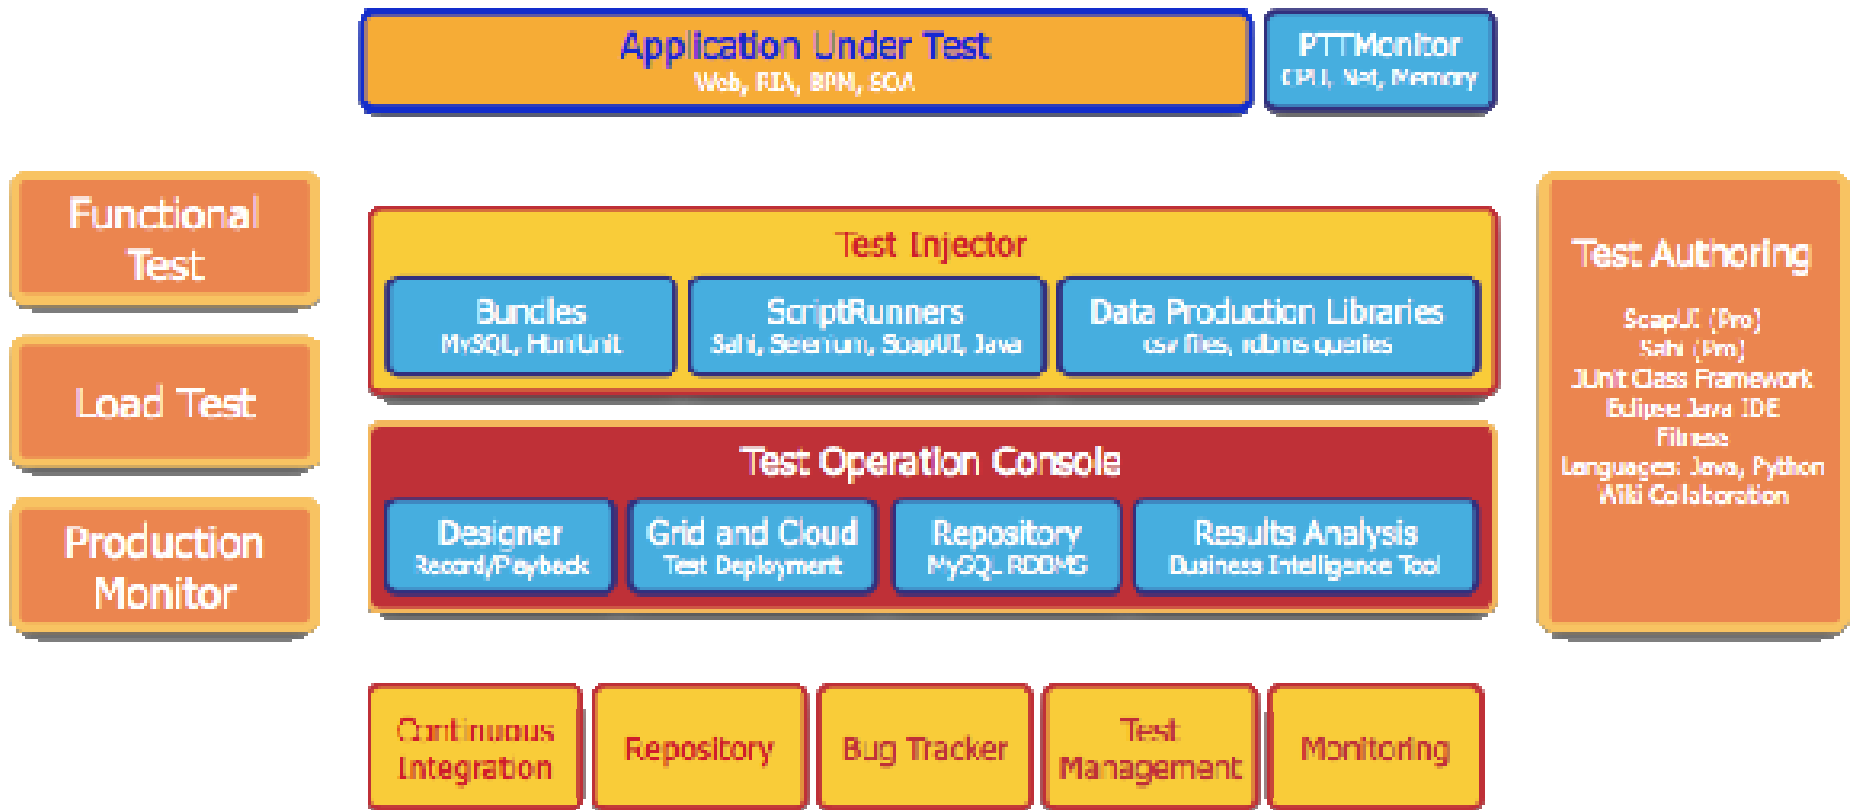 Application Under Test
Web, RIA, BPM, SOA
PTTMonitor
CPU, Net, Memory
Functional
Test
Load Test
Production
Monitor
Test Injector
Bundles
MySQL, HtmlUnit
ScriptRunners
Sahi, Selenium, SoapUI, Java
Data Production Libraries
csv files, rdbms queries
Test Operation Console
Designer
Record/Playback
Grid and Cloud
Test Deployment
Repository
MySQL RDBMS
Results Analysis
Business Intelligence Tool
Test Authoring
SoapUI (Pro)
Sahi (Pro)
JUnit Class Framework
Eclipse Java IDE
Fitness
Languages: Java, Python
Wiki Collaboration
Continuous
Integration
Repository
Bug Tracker
Test
Management
Monitoring